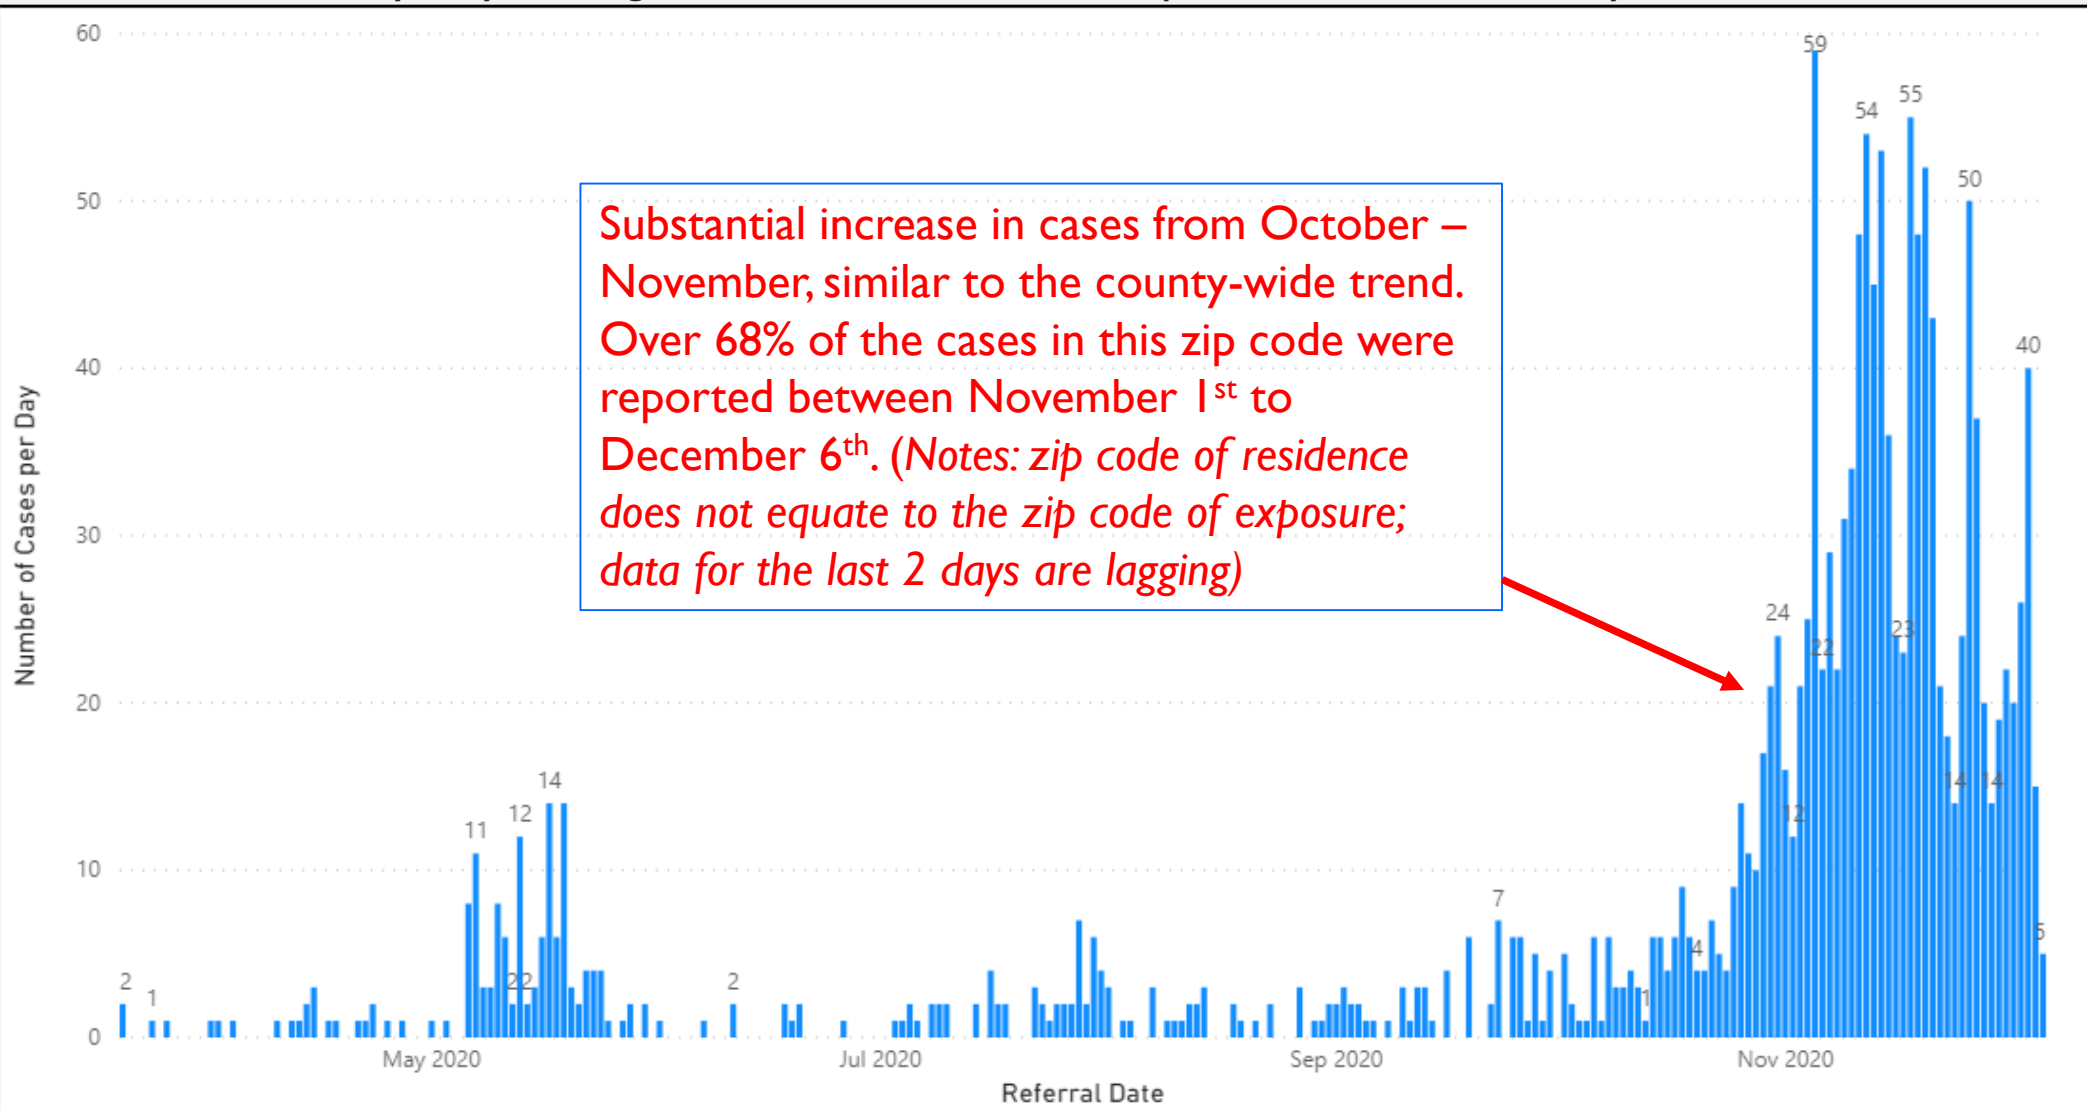 60
50
40
30
20
10
0
Number of Cases per Day
Substantial increase in cases from October –
November, similar to the county-wide trend.
Over 68% of the cases in this zip code were
reported between November 1st to
December 6th. (Notes: zip code of residence
does not equate to the zip code of exposure;
data for the last 2 days are lagging)
2
1
11
22
12
14
2
7
1
4
24
12
59
22
54
23
55
14
50
14
40
5
May 2020
Jul 2020
Sep 2020
Nov 2020
Referral Date